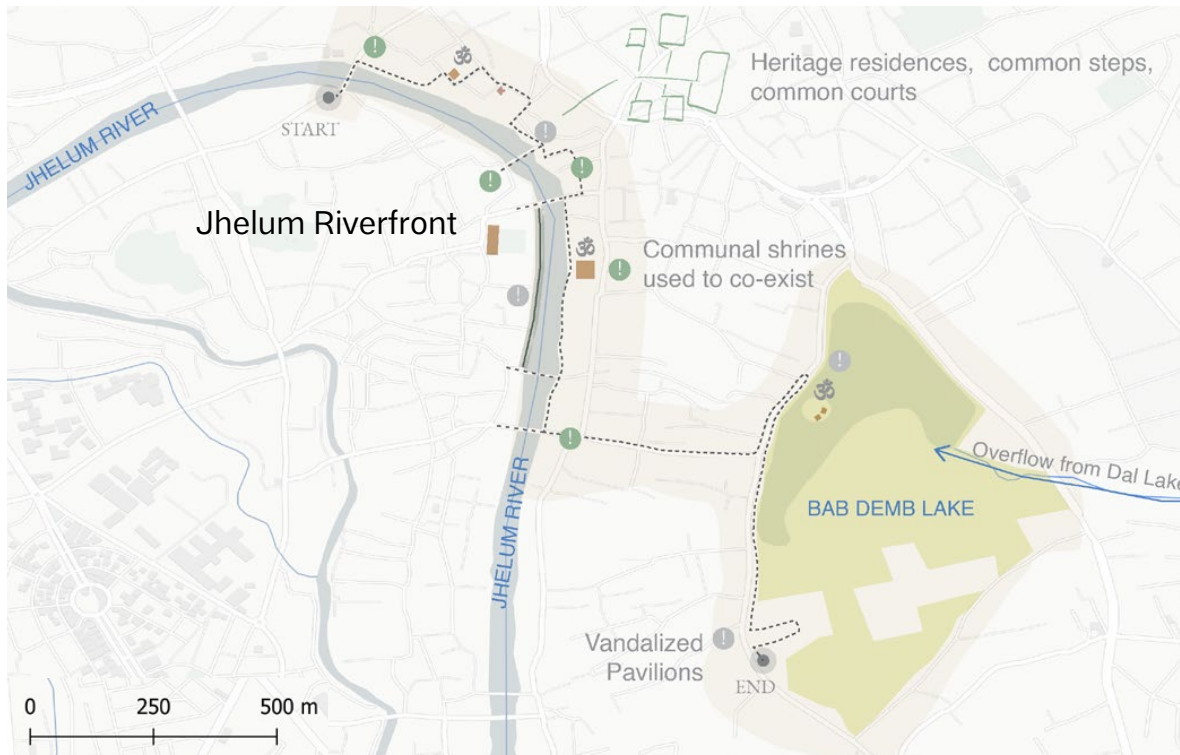 Heritage residences, common steps,
common courts
START
JHELUM RIVER
Jhelum Riverfront
ॐ
!
!
!
!
!
ॐ
!
!
Communal shrines
used to co-exist
!
ॐ
Overflow from Dal Lake
BAB DEMB LAKE
JHELUM RIVER
!
Vandalized
Pavilions
END
0 250 500 m